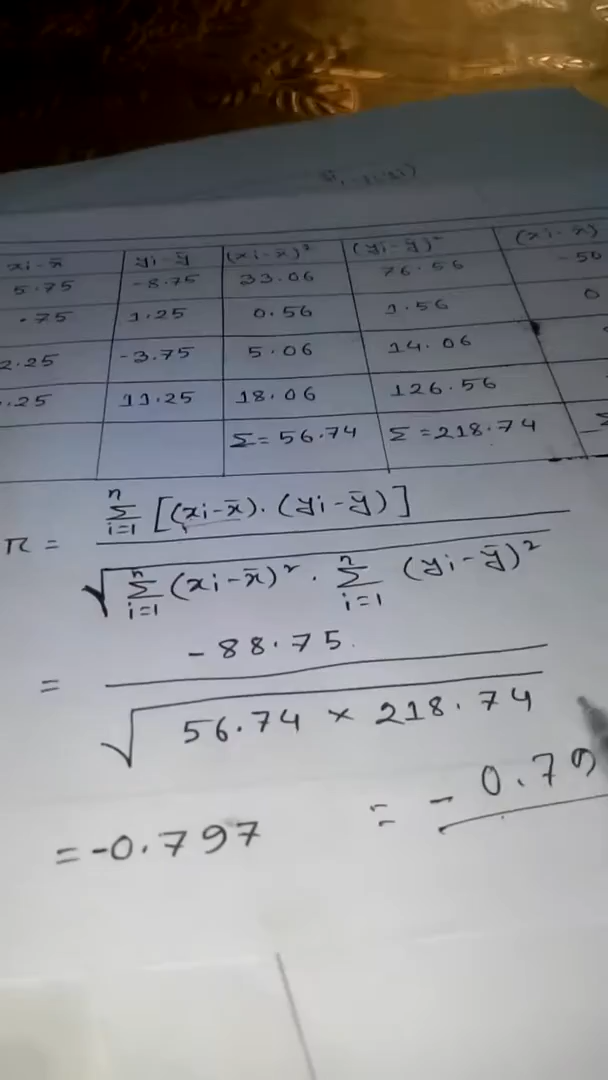 xi-x̄ yi-ȳ (xi-x̄)² (yi-ȳ)² (xi-x̄)
5.75 -8.75 33.06 76.56 -50
.75 1.25 0.56 1.56 0
2.25 -3.75 5.06 14.06
.25 11.25 18.06 126.56
Σ=56.74 Σ=218.74 Σ
r = n Σ i=1 [(xi-x̄).(yi-ȳ)]
√ n Σ i=1 (xi-x̄)². n Σ i=1 (yi-ȳ)²
= -88.75
√ 56.74 × 218.74
=-0.797 = -0.79